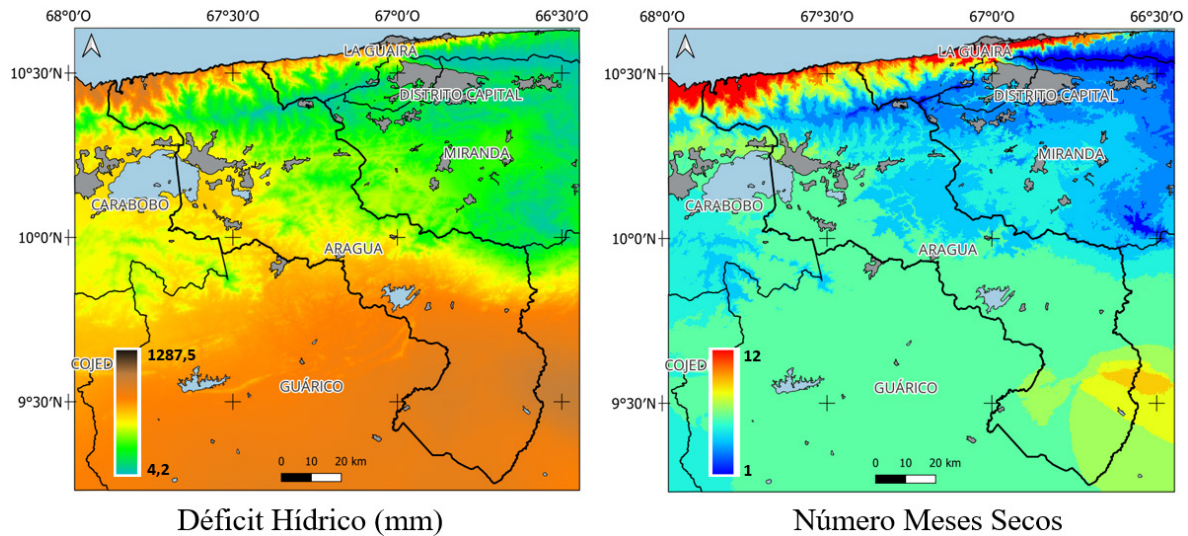 68°0'O 67°30'O 67°0'O 66°30'O
10°30'N
10°0'N
9°30'N
LA GUAIRA
DISTRITO CAPITAL
MIRANDA
CARABOBO
ARAGUA
COJED
GUÁRICO
1287,5
4,2
0 10 20 km
Déficit Hídrico (mm)
68°0'O 67°30'O 67°0'O 66°30'O
10°30'N
10°0'N
9°30'N
LA GUAIRA
DISTRITO CAPITAL
MIRANDA
CARABOBO
ARAGUA
COJED
GUÁRICO
12
1
0 10 20 km
Número Meses Secos